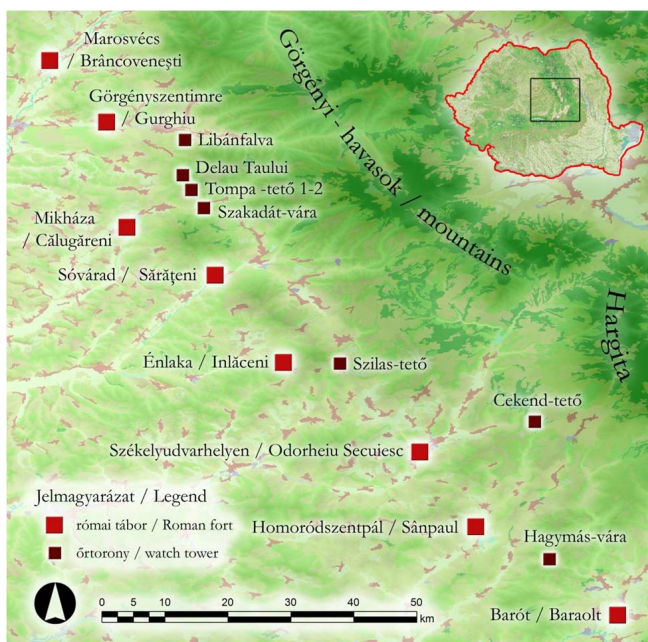 Marosvécs
/ Brâncovenești
Görgényszentimre
/ Gurghiu
Libánfalva
Delau Taului
Tompa -tető 1-2
Szakadát-vára
Mikháza
/ Călugăreni
Sóvárad / Sărățeni
Görgényi - havasok / mountains
Hargita
Énlaka / Inlăceni
Szilas-tető
Cekend-tető
Székelyudvarhelyen / Odorheiu Secuiesc
Jelmagyarázat / Legend
római tábor / Roman fort
őrtorony / watch tower
Homoródszentpál / Sânpaul
Hagymás-vára
Barót / Baraolt
0 10 20 30 40 50
km